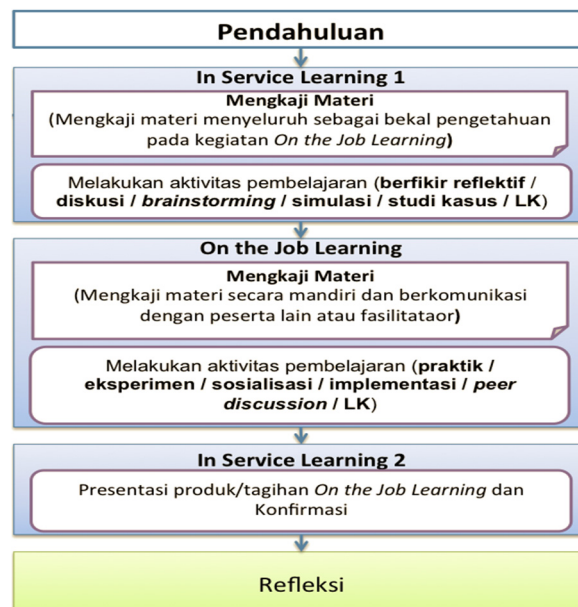 Pendahuluan
In Service Learning 1
Mengkaji Materi
(Mengkaji materi menyeluruh sebagai bekal pengetahuan
pada kegiatan On the Job Learning)
Melakukan aktivitas pembelajaran (berfikir reflektif /
diskusi / brainstorming / simulasi / studi kasus / LK)
On the Job Learning
Mengkaji Materi
(Mengkaji materi secara mandiri dan berkomunikasi
dengan peserta lain atau fasilitataor)
Melakukan aktivitas pembelajaran (praktik /
eksperimen / sosialisasi / implementasi / peer
discussion / LK)
In Service Learning 2
Presentasi produk/tagihan On the Job Learning dan
Konfirmasi
Refleksi